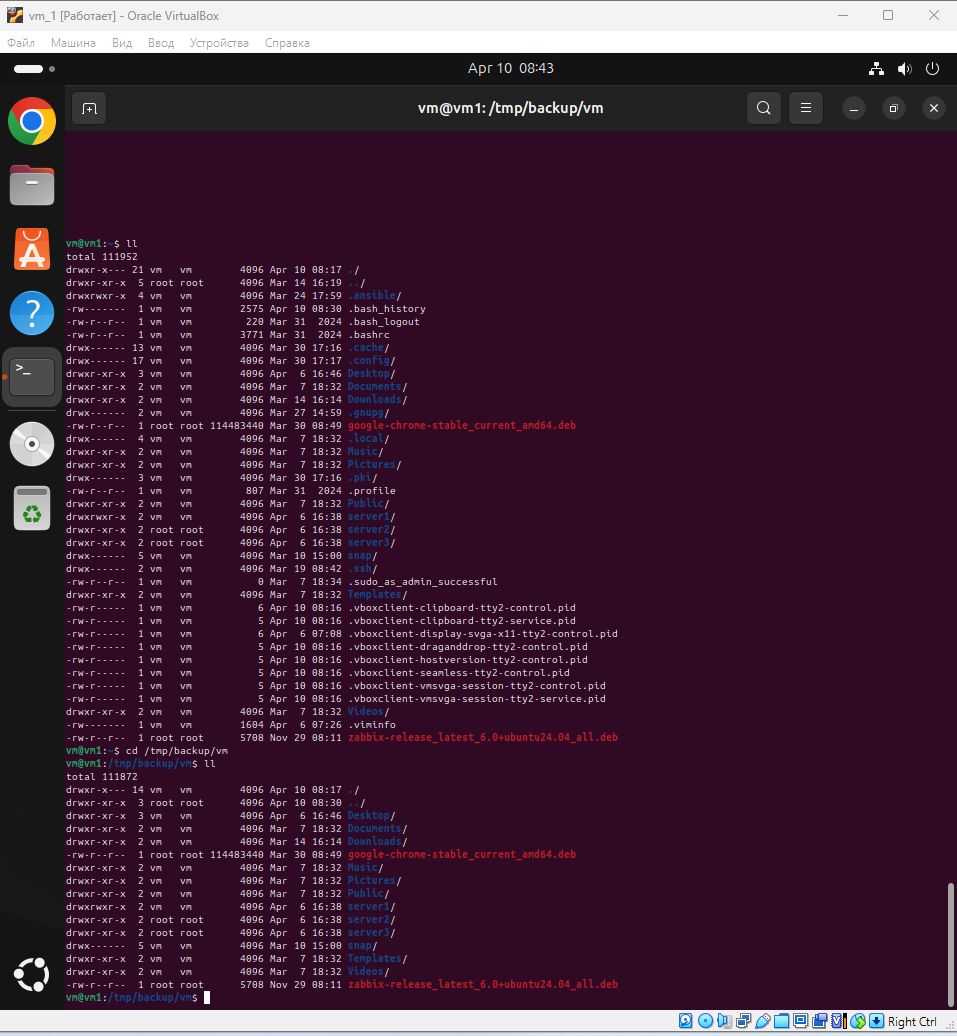 vm_1 [Работает] - Oracle VirtualBox
Файл Машина Вид Ввод Устройства Справка
Apr 10 08:43
vm@vm1: /tmp/backup/vm
vm@vm1:~$ ll
total 111952
drwxr-x--- 21 vm   vm        4096 Apr 10 08:17 ./
drwxr-xr-x  5 root root      4096 Mar 14 16:19 ../
drwxrwxr-x  4 vm   vm        4096 Mar 24 17:59 .ansible/
-rw-------  1 vm   vm        2575 Apr 10 08:30 .bash_history
-rw-r--r--  1 vm   vm         220 Mar 31  2024 .bash_logout
-rw-r--r--  1 vm   vm        3771 Mar 31  2024 .bashrc
drwx------ 13 vm   vm        4096 Mar 30 17:16 .cache/
drwx------ 17 vm   vm        4096 Mar 30 17:17 .config/
drwxr-xr-x  3 vm   vm        4096 Apr  6 16:46 Desktop/
drwxr-xr-x  2 vm   vm        4096 Mar  7 18:32 Documents/
drwxr-xr-x  2 vm   vm        4096 Mar 14 16:14 Downloads/
drwx------  2 vm   vm        4096 Mar 27 14:59 .gnupg/
-rw-r--r--  1 root root 114483440 Mar 30 08:49 google-chrome-stable_current_amd64.deb
drwx------  4 vm   vm        4096 Mar  7 18:32 .local/
drwxr-xr-x  2 vm   vm        4096 Mar  7 18:32 Music/
drwxr-xr-x  2 vm   vm        4096 Mar  7 18:32 Pictures/
drwx------  3 vm   vm        4096 Mar 30 17:16 .pki/
-rw-r--r--  1 vm   vm         807 Mar 31  2024 .profile
drwxr-xr-x  2 vm   vm        4096 Mar  7 18:32 Public/
drwxrwxr-x  2 vm   vm        4096 Apr  6 16:38 server1/
drwxr-xr-x  2 root root      4096 Apr  6 16:38 server2/
drwxr-xr-x  2 root root      4096 Apr  6 16:38 server3/
drwx------  5 vm   vm        4096 Mar 10 15:00 snap/
drwx------  2 vm   vm        4096 Mar 19 08:42 .ssh/
-rw-r--r--  1 vm   vm           0 Mar  7 18:34 .sudo_as_admin_successful
drwxr-xr-x  2 vm   vm        4096 Mar  7 18:32 Templates/
-rw-r-----  1 vm   vm           6 Apr 10 08:16 .vboxclient-clipboard-tty2-control.pid
-rw-r-----  1 vm   vm           5 Apr 10 08:16 .vboxclient-clipboard-tty2-service.pid
-rw-r-----  1 vm   vm           6 Apr  6 07:08 .vboxclient-display-svga-x11-tty2-control.pid
-rw-r-----  1 vm   vm           5 Apr 10 08:16 .vboxclient-draganddrop-tty2-control.pid
-rw-r-----  1 vm   vm           5 Apr 10 08:16 .vboxclient-hostversion-tty2-control.pid
-rw-r-----  1 vm   vm           5 Apr 10 08:16 .vboxclient-seamless-tty2-control.pid
-rw-r-----  1 vm   vm           5 Apr 10 08:16 .vboxclient-vmsvga-session-tty2-control.pid
-rw-r-----  1 vm   vm           5 Apr 10 08:16 .vboxclient-vmsvga-session-tty2-service.pid
drwxr-xr-x  2 vm   vm        4096 Mar  7 18:32 Videos/
-rw-------  1 vm   vm        1604 Apr  6 07:26 .viminfo
-rw-r--r--  1 root root      5708 Nov 29 08:11 zabbix-release_latest_6.0+ubuntu24.04_all.deb
vm@vm1:~$ cd /tmp/backup/vm
vm@vm1:/tmp/backup/vm$ ll
total 111872
drwxr-x--- 14 vm   vm        4096 Apr 10 08:17 ./
drwxr-xr-x  3 root root      4096 Apr 10 08:30 ../
drwxr-xr-x  3 vm   vm        4096 Apr  6 16:46 Desktop/
drwxr-xr-x  2 vm   vm        4096 Mar  7 18:32 Documents/
drwxr-xr-x  2 vm   vm        4096 Mar 14 16:14 Downloads/
-rw-r--r--  1 root root 114483440 Mar 30 08:49 google-chrome-stable_current_amd64.deb
drwxr-xr-x  2 vm   vm        4096 Mar  7 18:32 Music/
drwxr-xr-x  2 vm   vm        4096 Mar  7 18:32 Pictures/
drwxr-xr-x  2 vm   vm        4096 Mar  7 18:32 Public/
drwxrwxr-x  2 vm   vm        4096 Apr  6 16:38 server1/
drwxr-xr-x  2 root root      4096 Apr  6 16:38 server2/
drwxr-xr-x  2 root root      4096 Apr  6 16:38 server3/
drwx------  5 vm   vm        4096 Mar 10 15:00 snap/
drwxr-xr-x  2 vm   vm        4096 Mar  7 18:32 Templates/
drwxr-xr-x  2 vm   vm        4096 Mar  7 18:32 Videos/
-rw-r--r--  1 root root      5708 Nov 29 08:11 zabbix-release_latest_6.0+ubuntu24.04_all.deb
vm@vm1:/tmp/backup/vm$
Right Ctrl